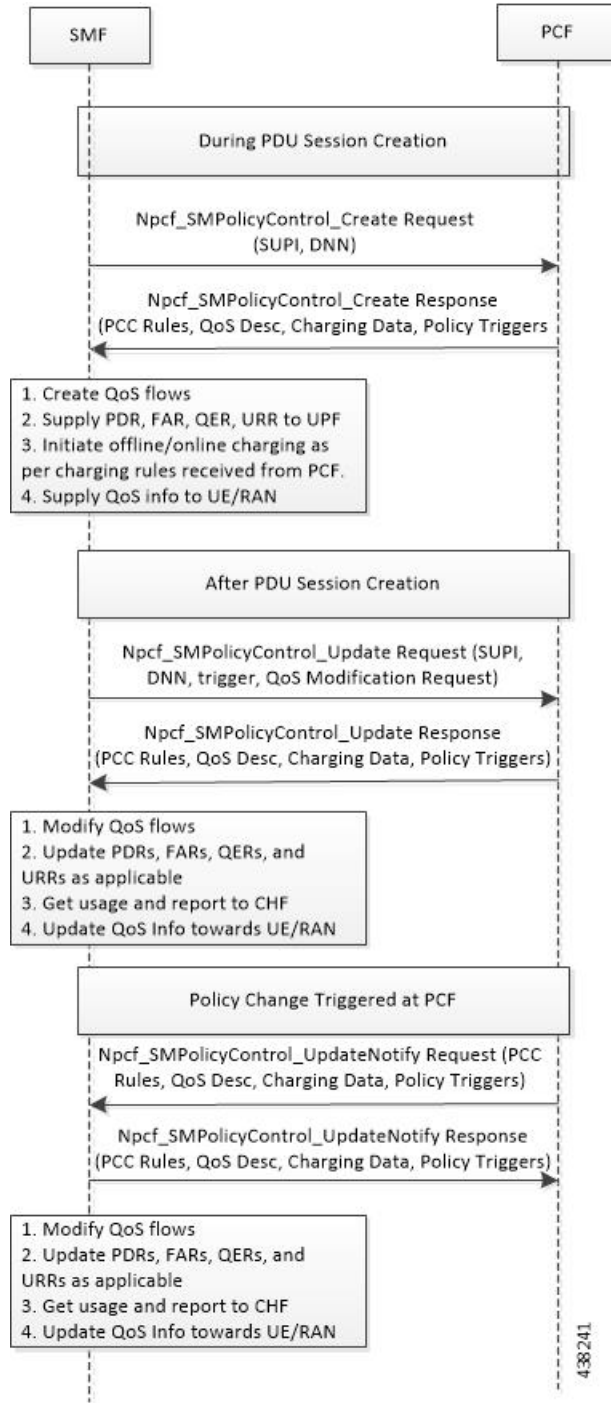 SMF
PCF
During PDU Session Creation
Npcf_SMPolicyControl_Create Request
(SUPI, DNN)
Npcf_SMPolicyControl_Create Response
(PCC Rules, QoS Desc, Charging Data, Policy Triggers
1. Create QoS flows
2. Supply PDR, FAR, QER, URR to UPF
3. Initiate offline/online charging as
per charging rules received from PCF.
4. Supply QoS info to UE/RAN
After PDU Session Creation
Npcf_SMPolicyControl_Update Request (SUPI,
DNN, trigger, QoS Modification Request)
Npcf_SMPolicyControl_Update Response
(PCC Rules, QoS Desc, Charging Data, Policy Triggers)
1. Modify QoS flows
2. Update PDRs, FARs, QERs, and
URRs as applicable
3. Get usage and report to CHF
4. Update QoS Info towards UE/RAN
Policy Change Triggered at PCF
Npcf_SMPolicyControl_UpdateNotify Request (PCC
Rules, QoS Desc, Charging Data, Policy Triggers)
Npcf_SMPolicyControl_UpdateNotify Response
(PCC Rules, QoS Desc, Charging Data, Policy Triggers)
1. Modify QoS flows
2. Update PDRs, FARs, QERs, and
URRs as applicable
3. Get usage and report to CHF
4. Update QoS Info towards UE/RAN
438241